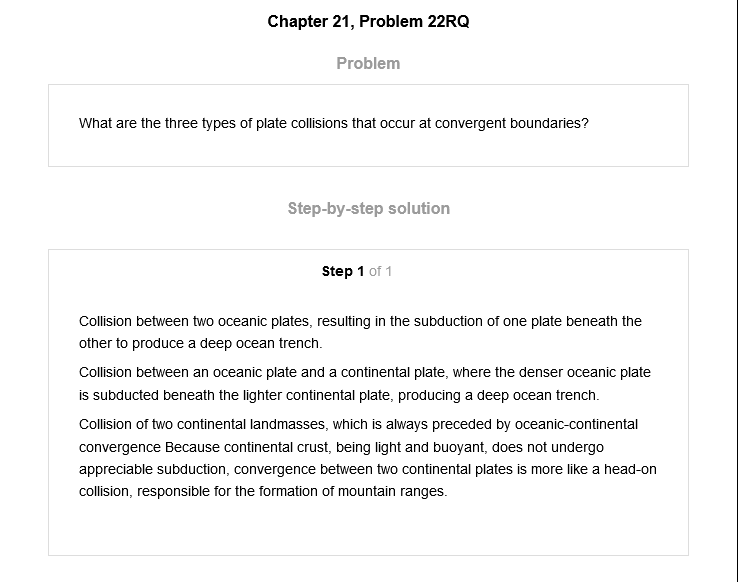 Chapter 21, Problem 22RQ
Problem
What are the three types of plate collisions that occur at convergent boundaries?
Step-by-step solution
Step 1 of 1
Collision between two oceanic plates, resulting in the subduction of one plate beneath the
other to produce a deep ocean trench.
Collision between an oceanic plate and a continental plate, where the denser oceanic plate
is subducted beneath the lighter continental plate, producing a deep ocean trench.
Collision of two continental landmasses, which is always preceded by oceanic-continental
convergence Because continental crust, being light and buoyant, does not undergo
appreciable subduction, convergence between two continental plates is more like a head-on
collision, responsible for the formation of mountain ranges.